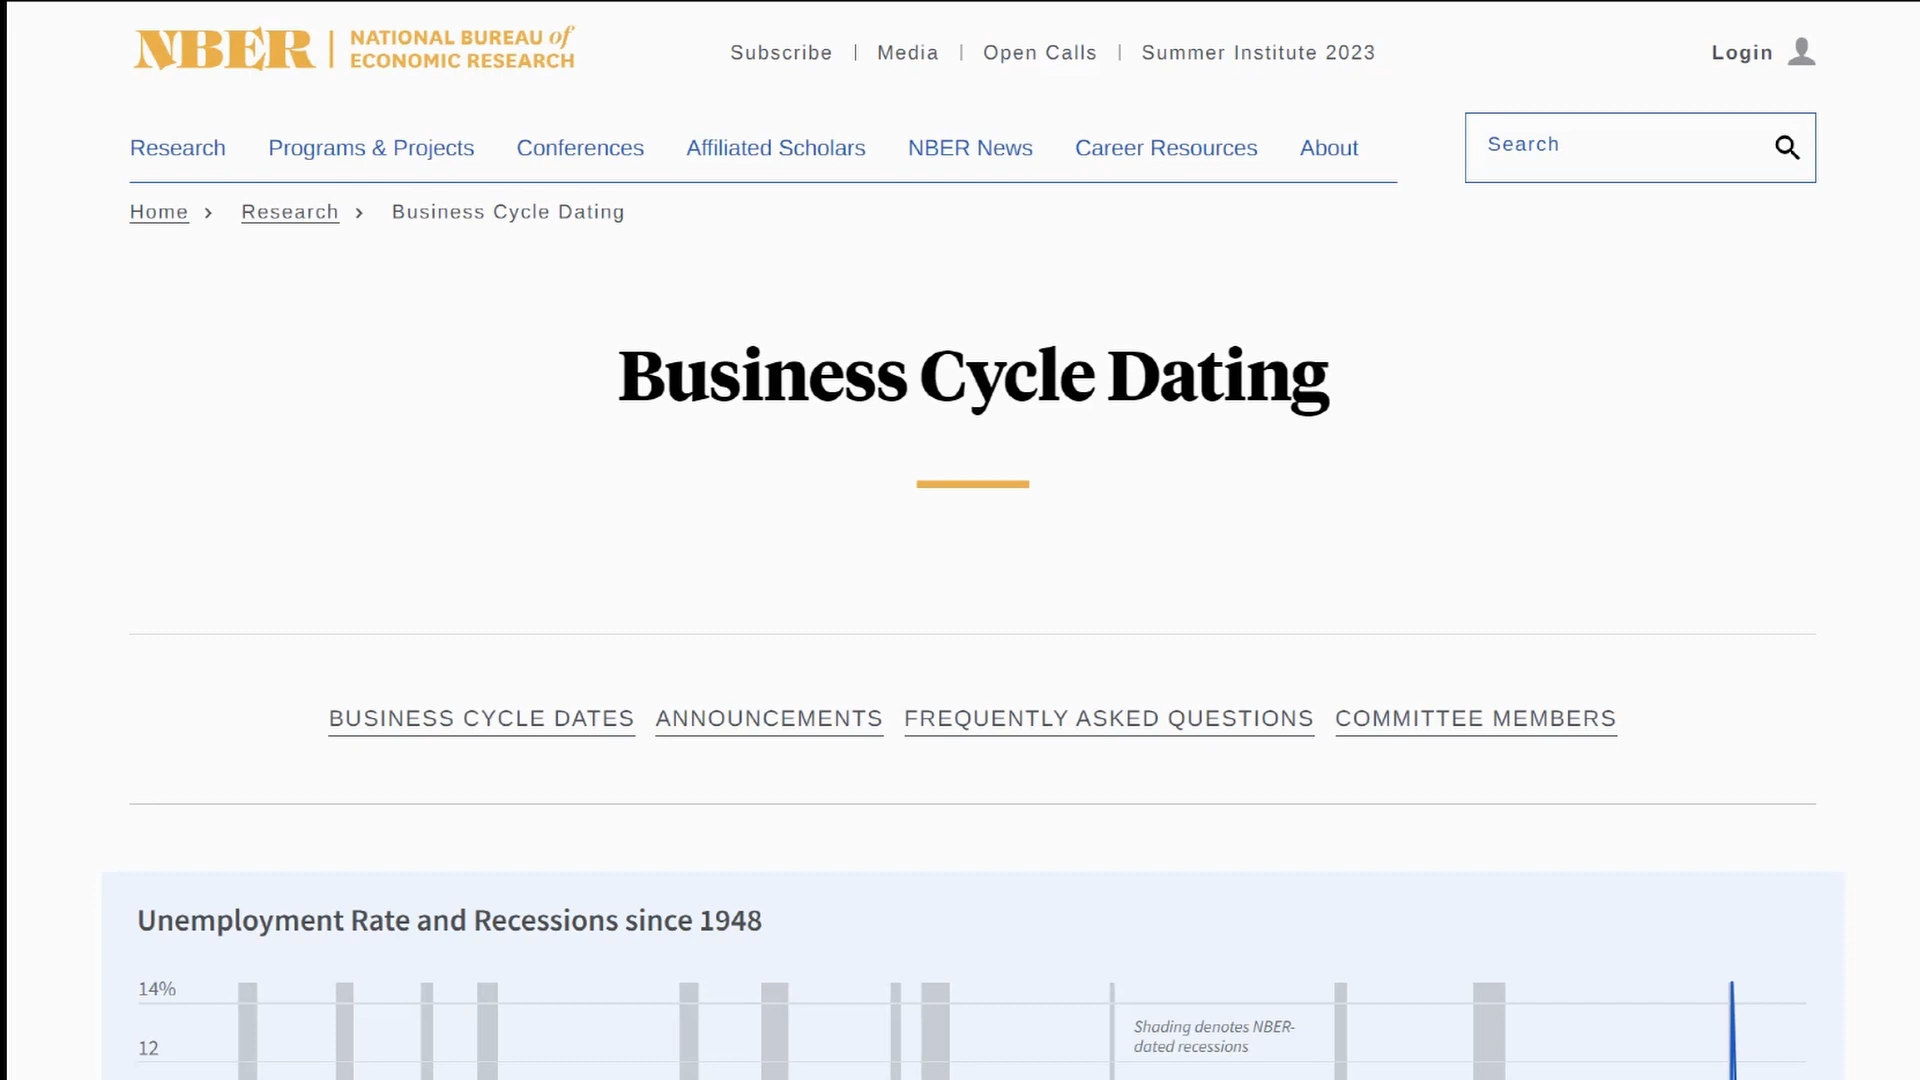 NBER | NATIONAL BUREAU of
ECONOMIC RESEARCH
Subscribe | Media | Open Calls | Summer Institute 2023
Login
Research Programs & Projects Conferences Affiliated Scholars NBER News Career Resources About
Search
Home > Research > Business Cycle Dating
Business Cycle Dating
BUSINESS CYCLE DATES ANNOUNCEMENTS FREQUENTLY ASKED QUESTIONS COMMITTEE MEMBERS
Unemployment Rate and Recessions since 1948
14%
Shading denotes NBER-
dated recessions
12